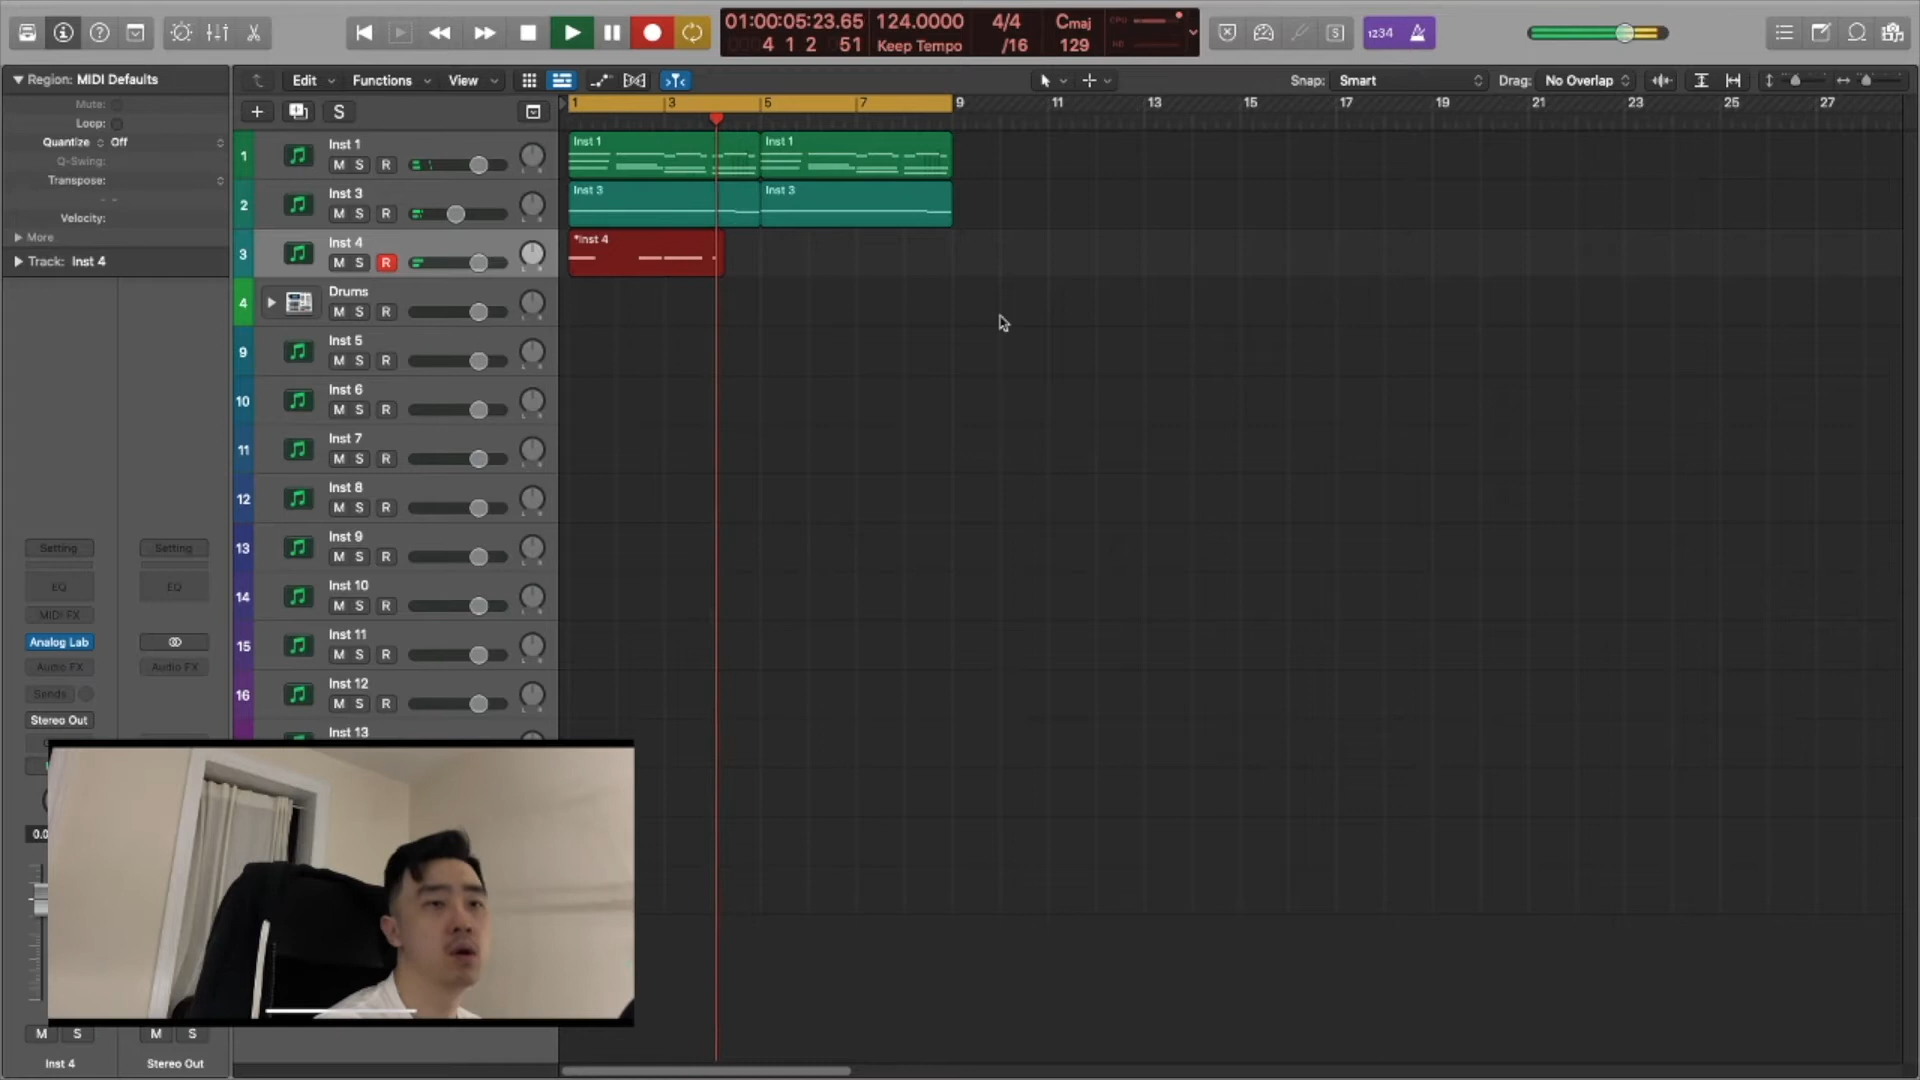 01:00:05:23.65
4 1 2 51
124.0000
Keep Tempo
4/4
/16
Cmaj
129
CPU
HD
1234
Region: MIDI Defaults
Mute:
Loop:
Quantize Off
Q-Swing:
Transpose:
Velocity:
More
Track: Inst 4
Edit Functions View
Snap: Smart
Drag: No Overlap
S
1 3 5 7 9 11 13 15 17 19 21 23 25 27
1 Inst 1
M S R
Inst 1
Inst 1
2 Inst 3
M S R
Inst 3
Inst 3
3 Inst 4
M S R
*Inst 4
4 Drums
M S R
9 Inst 5
M S R
10 Inst 6
M S R
11 Inst 7
M S R
12 Inst 8
M S R
13 Inst 9
M S R
14 Inst 10
M S R
15 Inst 11
M S R
16 Inst 12
M S R
Inst 13
Setting
Setting
EQ
EQ
MIDI FX
Analog Lab
Audio FX
Audio FX
Sends
Stereo Out
0.0
M S
M S
Inst 4
Stereo Out